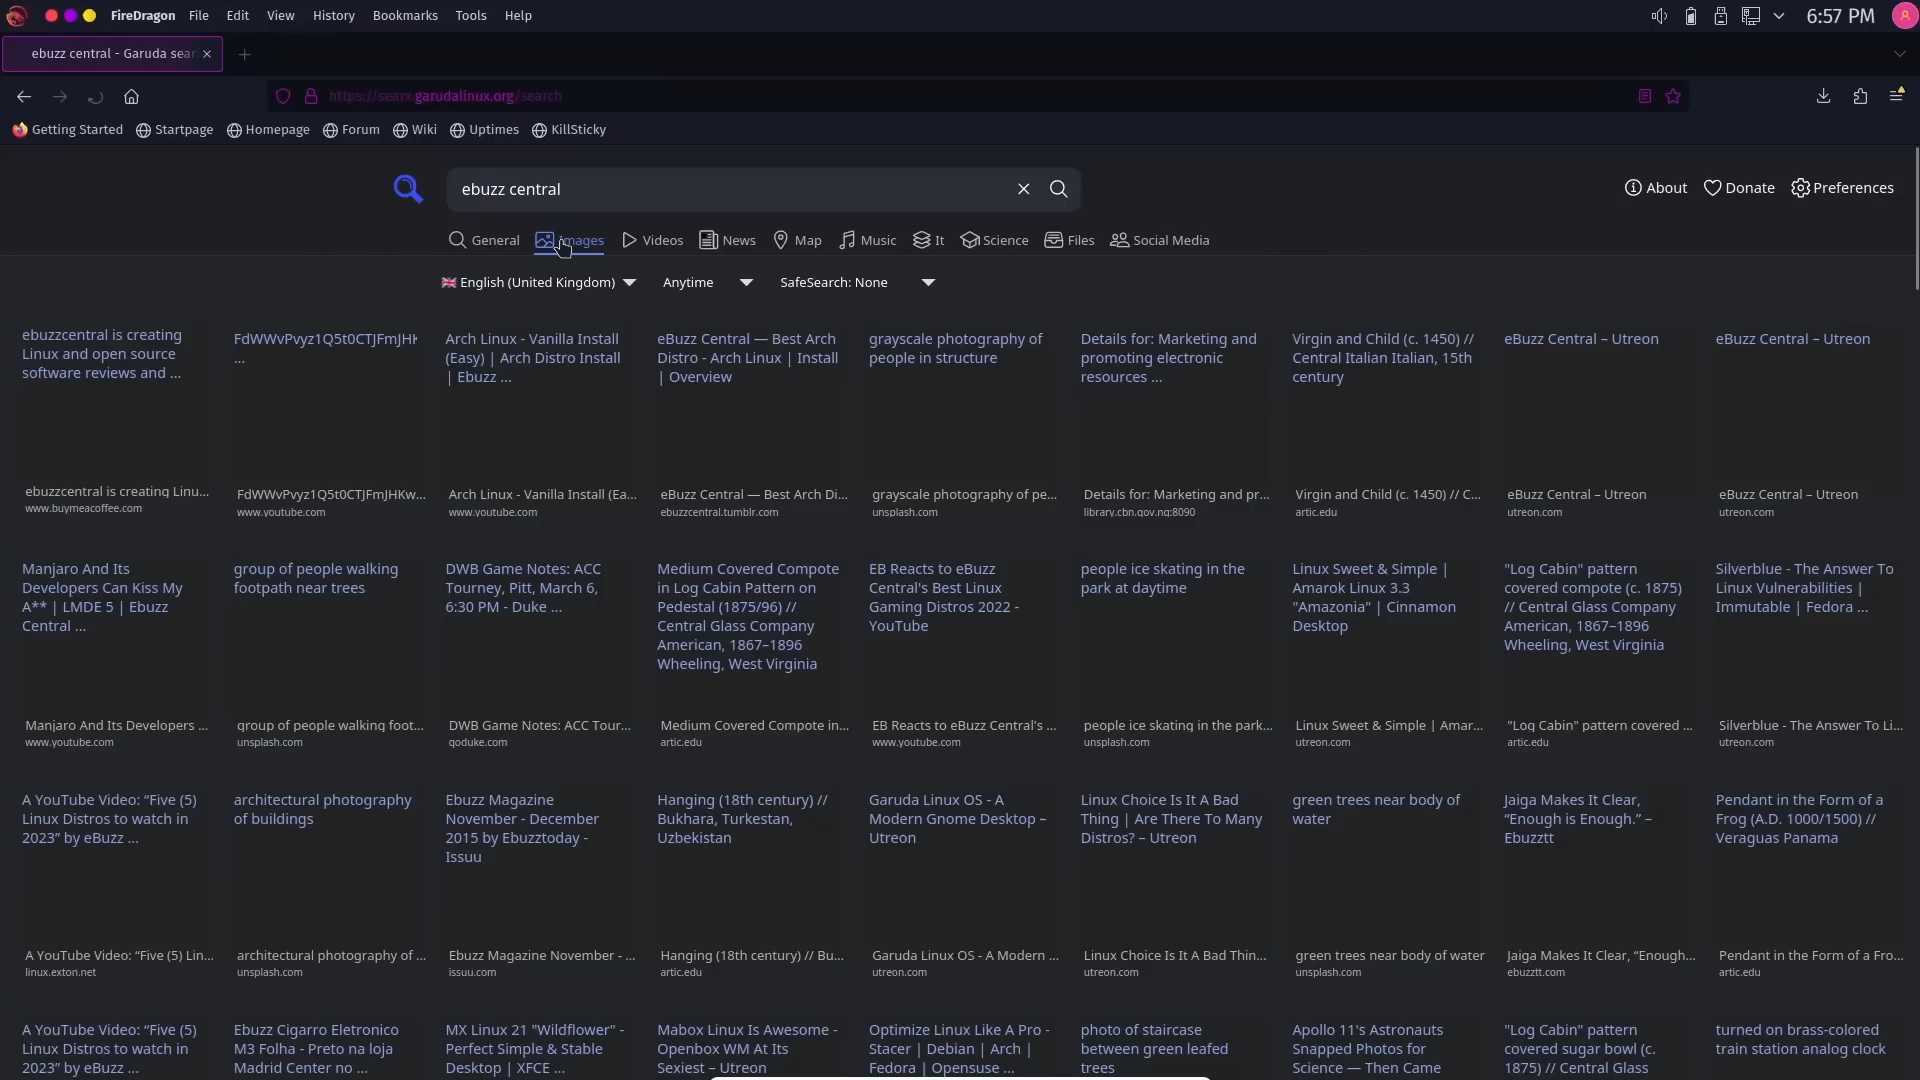 FireDragon File Edit View History Bookmarks Tools Help 6:57 PM
ebuzz central - Garuda sear
https://searx.garudalinux.org/search
Getting Started Startpage Homepage Forum Wiki Uptimes KillSticky
ebuzz central
About Donate Preferences
General Images Videos News Map Music It Science Files Social Media
English (United Kingdom) Anytime SafeSearch: None
ebuzzcentral is creating
Linux and open source
software reviews and ...
ebuzzcentral is creating Linu...
www.buymeacoffee.com
FdWWvPvyz1Q5t0CTJFmJHK
...
FdWWvPvyz1Q5t0CTJFmJHKw...
www.youtube.com
Arch Linux - Vanilla Install
(Easy) | Arch Distro Install
| Ebuzz ...
Arch Linux - Vanilla Install (Ea...
www.youtube.com
eBuzz Central — Best Arch
Distro - Arch Linux | Install
| Overview
eBuzz Central — Best Arch Di...
ebuzzcentral.tumblr.com
grayscale photography of
people in structure
grayscale photography of pe...
unsplash.com
Details for: Marketing and
promoting electronic
resources ...
Details for: Marketing and pr...
library.cbn.gov.ng:8090
Virgin and Child (c. 1450) //
Central Italian Italian, 15th
century
Virgin and Child (c. 1450) // C...
artic.edu
eBuzz Central – Utreon
eBuzz Central – Utreon
utreon.com
eBuzz Central – Utreon
eBuzz Central – Utreon
utreon.com
Manjaro And Its
Developers Can Kiss My
A** | LMDE 5 | Ebuzz
Central ...
Manjaro And Its Developers ...
www.youtube.com
group of people walking
footpath near trees
group of people walking foot...
unsplash.com
DWB Game Notes: ACC
Tourney, Pitt, March 6,
6:30 PM - Duke ...
DWB Game Notes: ACC Tour...
goduke.com
Medium Covered Compote
in Log Cabin Pattern on
Pedestal (1875/96) //
Central Glass Company
American, 1867–1896
Wheeling, West Virginia
Medium Covered Compote in...
artic.edu
EB Reacts to eBuzz
Central's Best Linux
Gaming Distros 2022 -
YouTube
EB Reacts to eBuzz Central's ...
www.youtube.com
people ice skating in the
park at daytime
people ice skating in the park...
unsplash.com
Linux Sweet & Simple |
Amarok Linux 3.3
"Amazonia" | Cinnamon
Desktop
Linux Sweet & Simple | Amar...
utreon.com
"Log Cabin" pattern
covered compote (c. 1875)
// Central Glass Company
American, 1867–1896
Wheeling, West Virginia
"Log Cabin" pattern covered ...
artic.edu
Silverblue - The Answer To
Linux Vulnerabilities |
Immutable | Fedora ...
Silverblue - The Answer To Li...
utreon.com
A YouTube Video: “Five (5)
Linux Distros to watch in
2023” by eBuzz ...
A YouTube Video: “Five (5) Lin...
linux.exton.net
architectural photography
of buildings
architectural photography of ...
unsplash.com
Ebuzz Magazine
November - December
2015 by Ebuzztoday -
Issuu
Ebuzz Magazine November - ...
issuu.com
Hanging (18th century) //
Bukhara, Turkestan,
Uzbekistan
Hanging (18th century) // Bu...
artic.edu
Garuda Linux OS - A
Modern Gnome Desktop –
Utreon
Garuda Linux OS - A Modern ...
utreon.com
Linux Choice Is It A Bad
Thing | Are There To Many
Distros? – Utreon
Linux Choice Is It A Bad Thin...
utreon.com
green trees near body of
water
green trees near body of water
unsplash.com
Jaiga Makes It Clear,
“Enough is Enough.” –
Ebuzztt
Jaiga Makes It Clear, “Enough...
ebuzztt.com
Pendant in the Form of a
Frog (A.D. 1000/1500) //
Veraguas Panama
Pendant in the Form of a Fro...
artic.edu
A YouTube Video: “Five (5)
Linux Distros to watch in
2023” by eBuzz ...
Ebuzz Cigarro Eletronico
M3 Folha - Preto na loja
Madrid Center no ...
MX Linux 21 "Wildflower" -
Perfect Simple & Stable
Desktop | XFCE ...
Mabox Linux Is Awesome -
Openbox WM At Its
Sexiest – Utreon
Optimize Linux Like A Pro -
Stacer | Debian | Arch |
Fedora | Opensuse ...
photo of staircase
between green leafed
trees
Apollo 11's Astronauts
Snapped Photos for
Science — Then Came
"Log Cabin" pattern
covered sugar bowl (c.
1875) // Central Glass
turned on brass-colored
train station analog clock